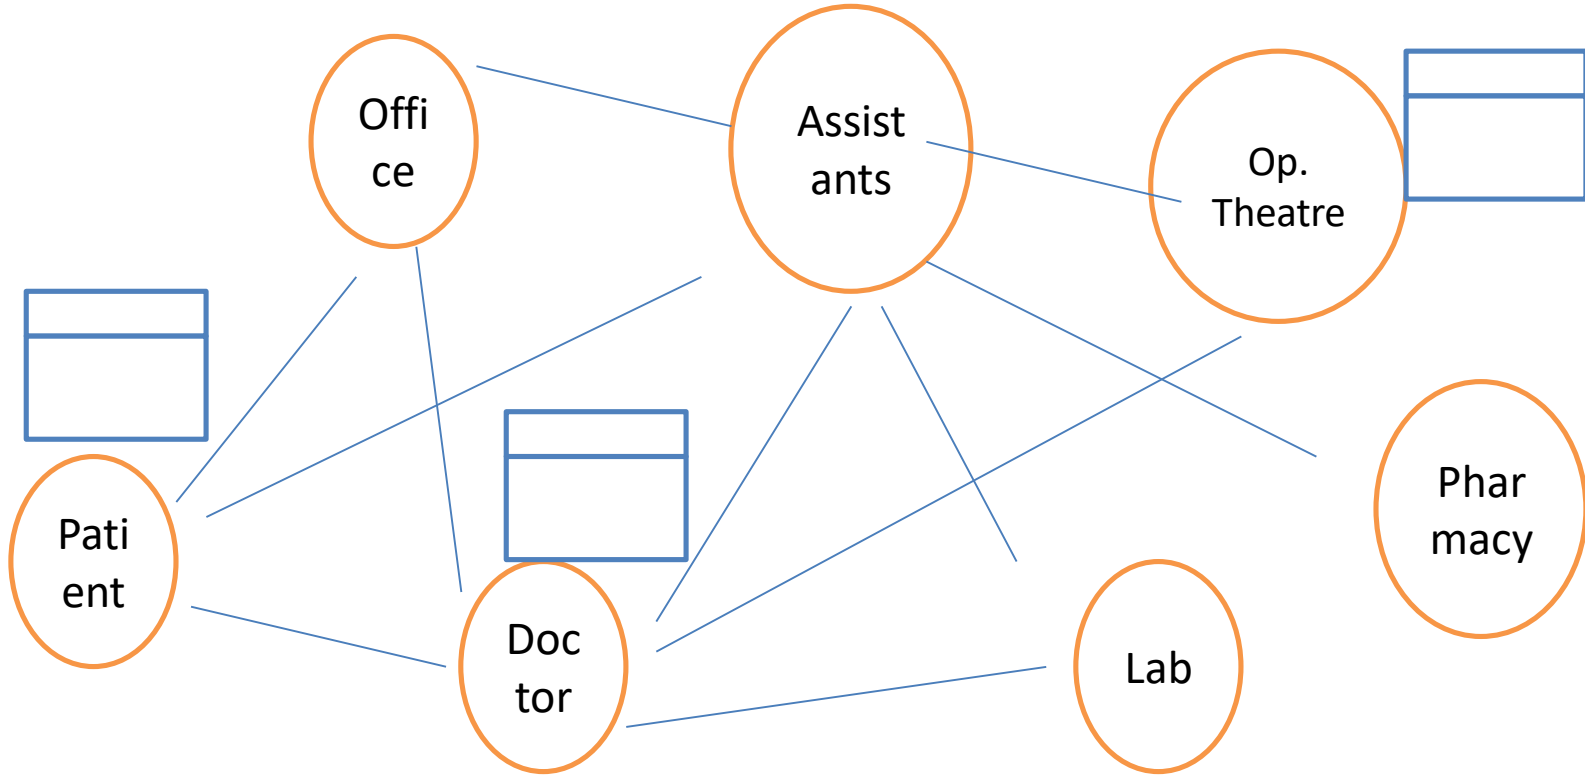 Offi
ce
Assist
ants
Op.
Theatre
Pati
ent
Doc
tor
Lab
Phar
macy